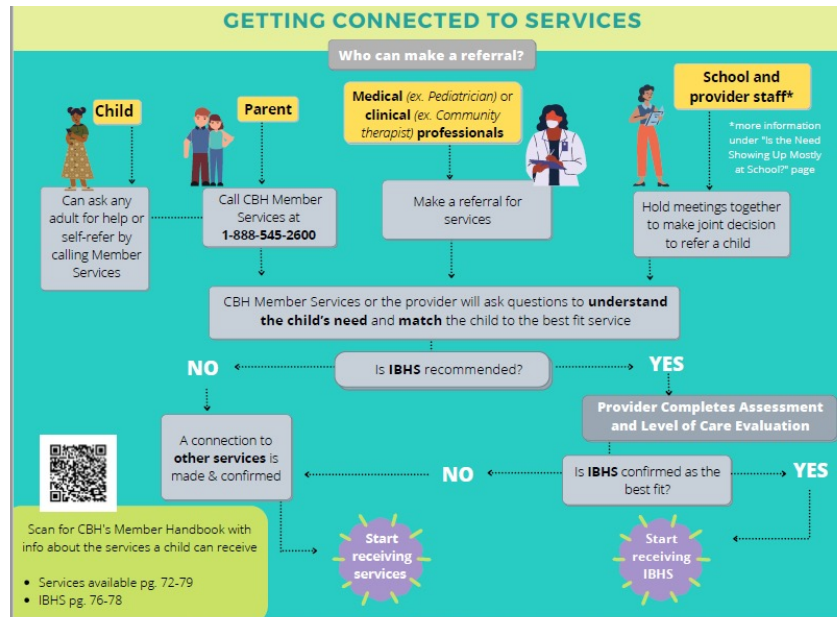 GETTING CONNECTED TO SERVICES
Who can make a referral?
Child
Parent
Medical (ex. Pediatrician) or
clinical (ex. Community
therapist) professionals
School and
provider staff*
*more information
under "Is the Need
Showing Up Mostly
at School?" page
Can ask any
adult for help or
self-refer by
calling Member
Services
Call CBH Member
Services at
1-888-545-2600
Make a referral for
services
Hold meetings together
to make joint decision
to refer a child
CBH Member Services or the provider will ask questions to understand
the child's need and match the child to the best fit service
NO
Is IBHS recommended?
YES
Provider Completes Assessment
and Level of Care Evaluation
A connection to
other services is
made & confirmed
NO
Is IBHS confirmed as the
best fit?
YES
Scan for CBH's Member Handbook with
info about the services a child can receive
• Services available pg. 72-79
• IBHS pg. 76-78
Start
receiving
services
Start
receiving
IBHS